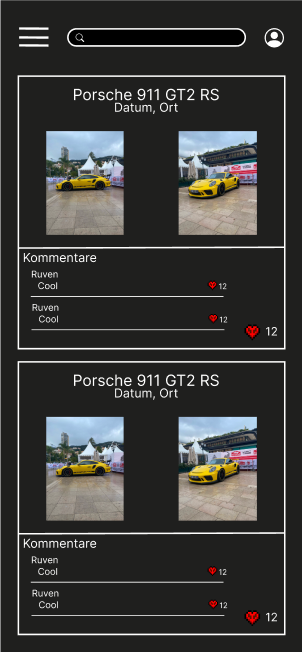 Porsche 911 GT2 RS
Datum, Ort
Kommentare
Ruven
Cool
12
Ruven
Cool
12
12
Porsche 911 GT2 RS
Datum, Ort
Kommentare
Ruven
Cool
12
Ruven
Cool
12
12